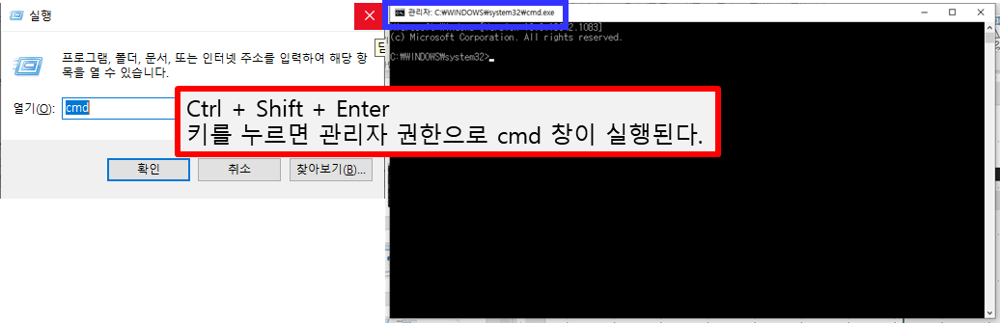 실행
프로그램, 폴더, 문서, 또는 인터넷 주소를 입력하여 해당 항
목을 열 수 있습니다.
열기(O):
cmd
확인
취소
찾아보기(B)...
관리자: C:₩WINDOWS₩system32₩cmd.exe
(c) Microsoft Corporation. All rights reserved.
C:₩WINDOWS₩system32>
Ctrl + Shift + Enter
키를 누르면 관리자 권한으로 cmd 창이 실행된다.